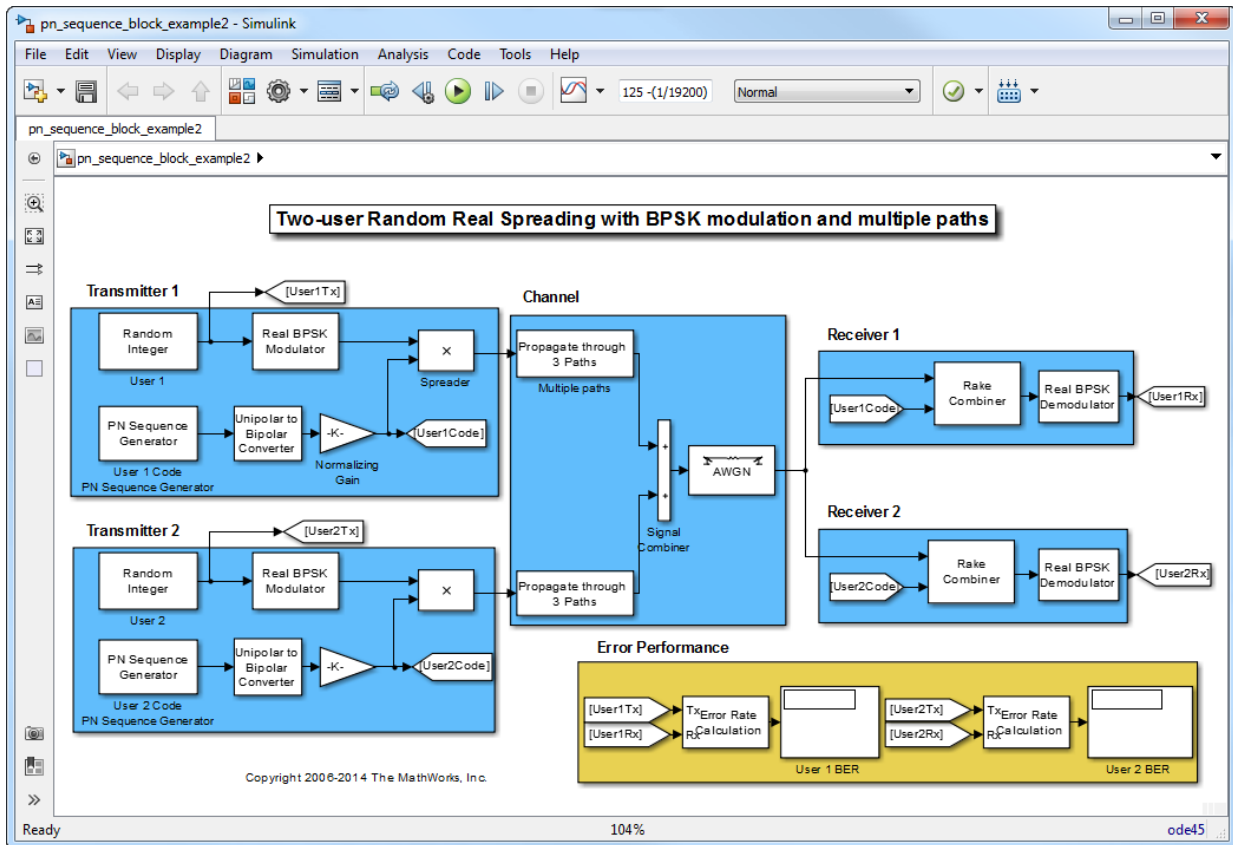 pn_sequence_block_example2 - Simulink
File Edit View Display Diagram Simulation Analysis Code Tools Help
125 -(1/19200) Normal
pn_sequence_block_example2
pn_sequence_block_example2
Two-user Random Real Spreading with BPSK modulation and multiple paths
Transmitter 1
[User1Tx]
Random
Integer
User 1
Real BPSK
Modulator
×
Spreader
PN Sequence
Generator
User 1 Code
PN Sequence Generator
Unipolar to
Bipolar
Converter
-K-
Normalizing
Gain
[User1Code]
Transmitter 2
[User2Tx]
Random
Integer
User 2
Real BPSK
Modulator
×
PN Sequence
Generator
User 2 Code
PN Sequence Generator
Unipolar to
Bipolar
Converter
-K-
[User2Code]
Channel
Propagate through
3 Paths
Multiple paths
+
+
Signal
Combiner
AWGN
Propagate through
3 Paths
Receiver 1
[User1Code]
Rake
Combiner
Real BPSK
Demodulator
[User1Rx]
Receiver 2
[User2Code]
Rake
Combiner
Real BPSK
Demodulator
[User2Rx]
Error Performance
[User1Tx]
[User1Rx]
Tx
Rx
Error Rate
Calculation
User 1 BER
[User2Tx]
[User2Rx]
Tx
Rx
Error Rate
Calculation
User 2 BER
Copyright 2006-2014 The MathWorks, Inc.
Ready 104% ode45